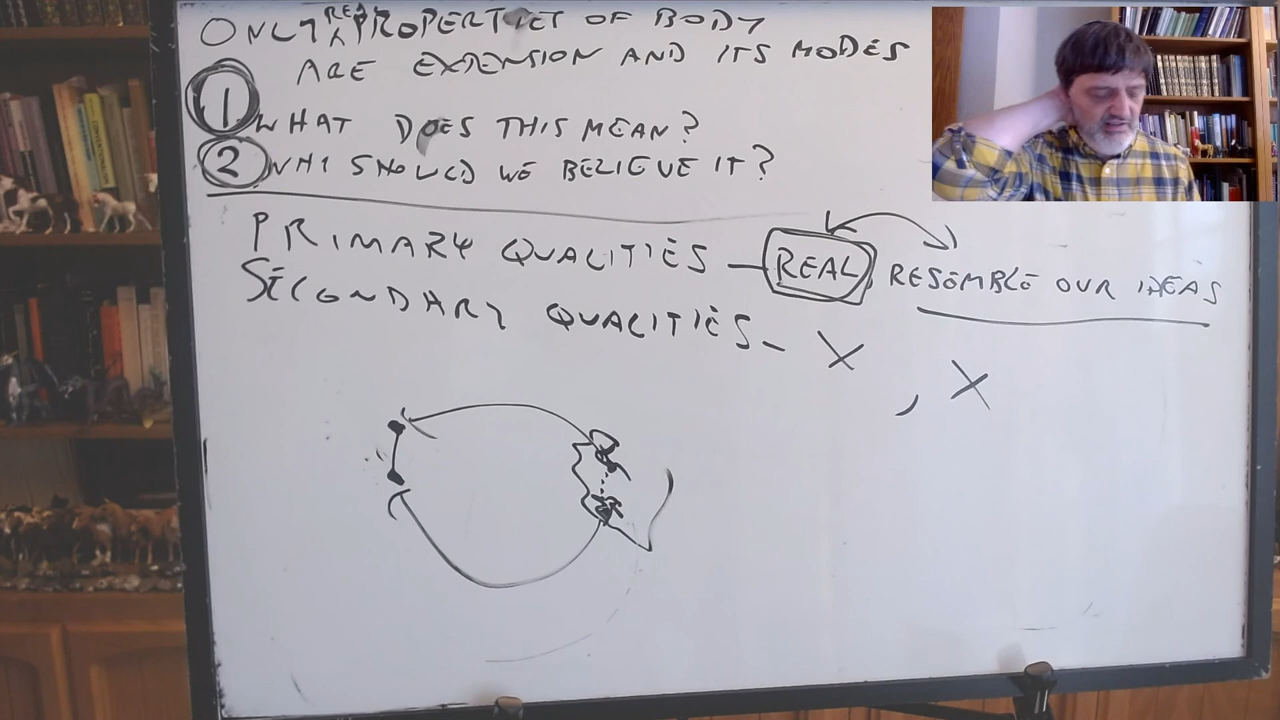 ONLY REAL PROPERTIES OF BODY
ARE EXTENSION AND ITS MODES
1 WHAT DOES THIS MEAN?
2 WHY SHOULD WE BELIEVE IT?
PRIMARY QUALITIES — REAL RESEMBLE OUR IDEAS
SECONDARY QUALITIES - X , X